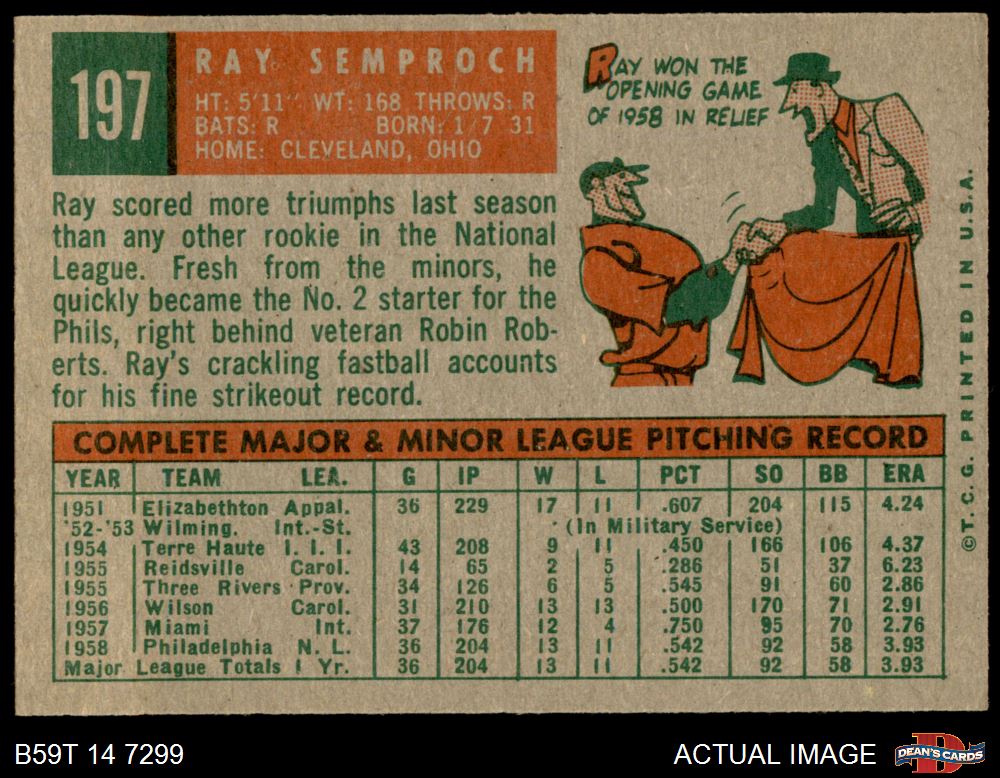 197
RAY SEMPROCH
HT: 5'11" WT: 168 THROWS: R
BATS: R BORN: 1/7 31
HOME: CLEVELAND, OHIO
RAY WON THE
OPENING GAME
OF 1958 IN RELIEF
Ray scored more triumphs last season
than any other rookie in the National
League. Fresh from the minors, he
quickly became the No. 2 starter for the
Phils, right behind veteran Robin Rob-
erts. Ray's crackling fastball accounts
for his fine strikeout record.
COMPLETE MAJOR & MINOR LEAGUE PITCHING RECORD
YEAR TEAM LEA. G IP W L PCT SO BB ERA
1951 Elizabethton Appal. 36 229 17 11 .607 204 115 4.24
'52-'53 Wilming. Int.-St. (In Military Service)
1954 Terre Haute I. I. I. 43 208 9 11 .450 166 106 4.37
1955 Reidsville Carol. 14 65 2 5 .286 51 37 6.23
1955 Three Rivers Prov. 34 126 6 5 .545 91 60 2.86
1956 Wilson Carol. 31 210 13 13 .500 170 71 2.91
1957 Miami Int. 37 176 12 4 .750 95 70 2.76
1958 Philadelphia N. L. 36 204 13 11 .542 92 58 3.93
Major League Totals 1 Yr. 36 204 13 11 .542 92 58 3.93
©T.C.G. PRINTED IN U.S.A.
B59T 14 7299
ACTUAL IMAGE
D
DEAN'S CARDS